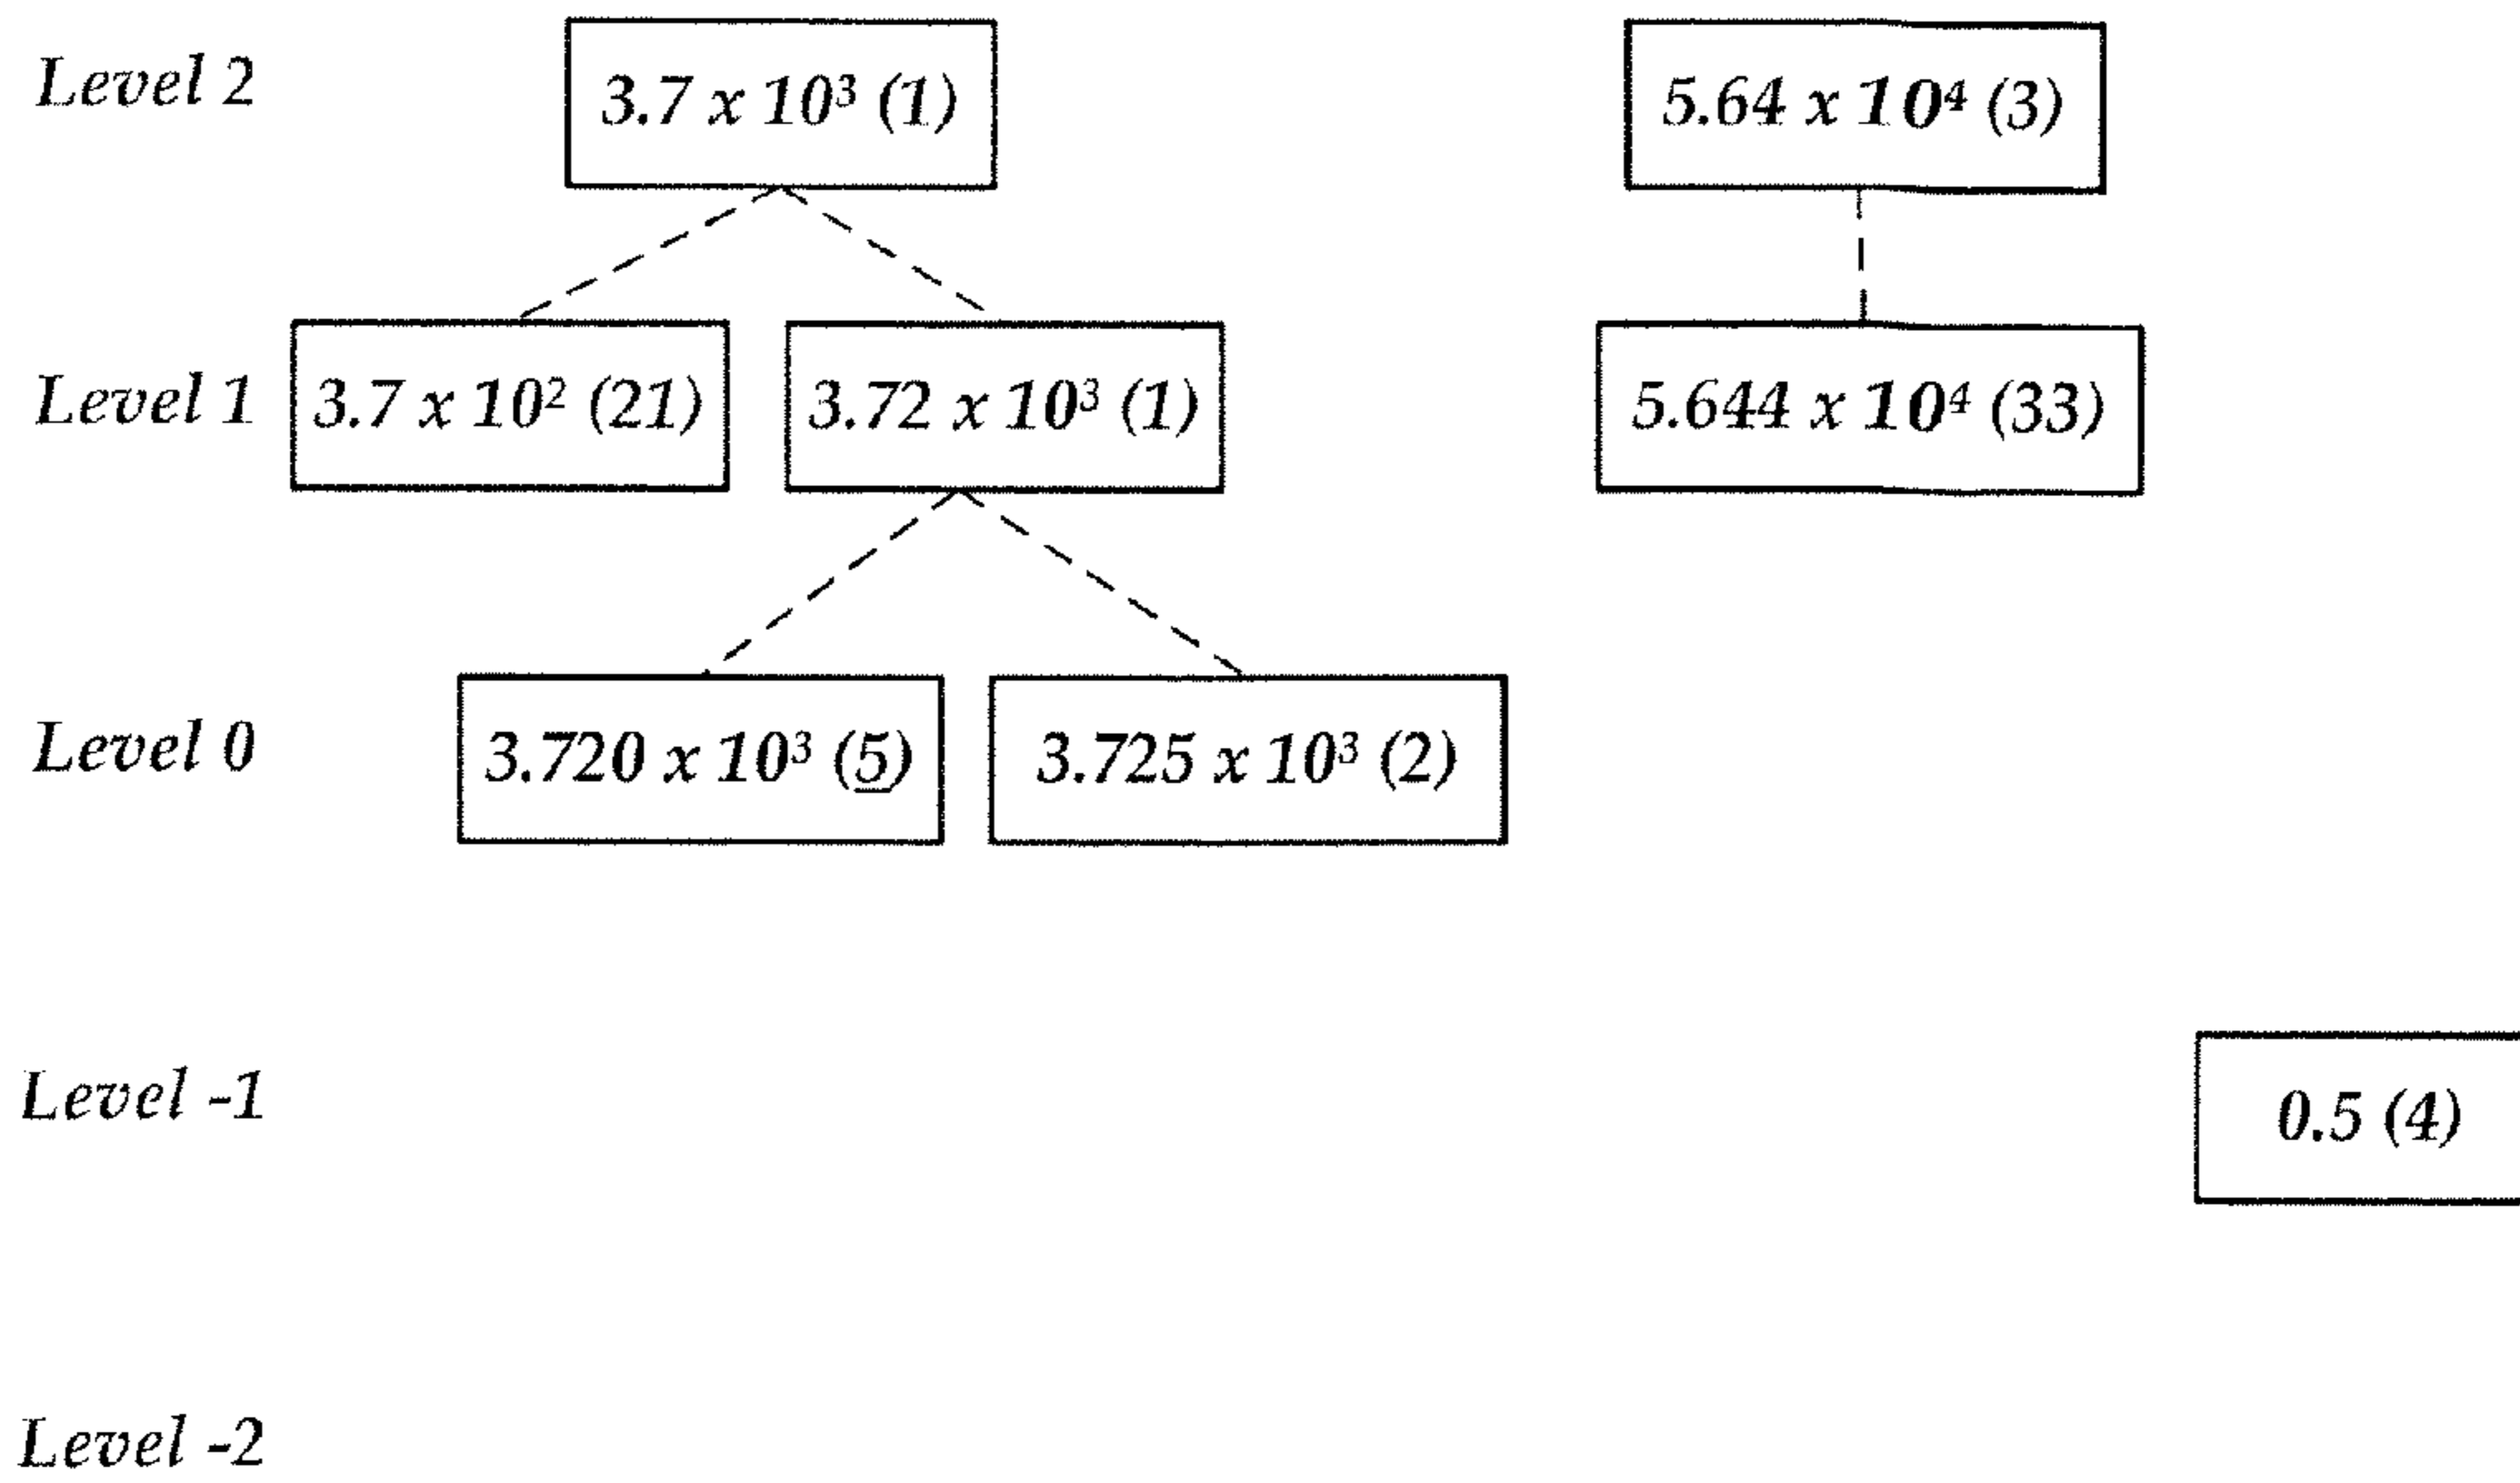 Level 2
3.7 x 10³ (1)
5.64 x 10⁴ (3)
Level 1
3.7 x 10² (21)
3.72 x 10³ (1)
5.644 x 10⁴ (33)
Level 0
3.720 x 10³ (5)
3.725 x 10³ (2)
Level -1
0.5 (4)
Level -2